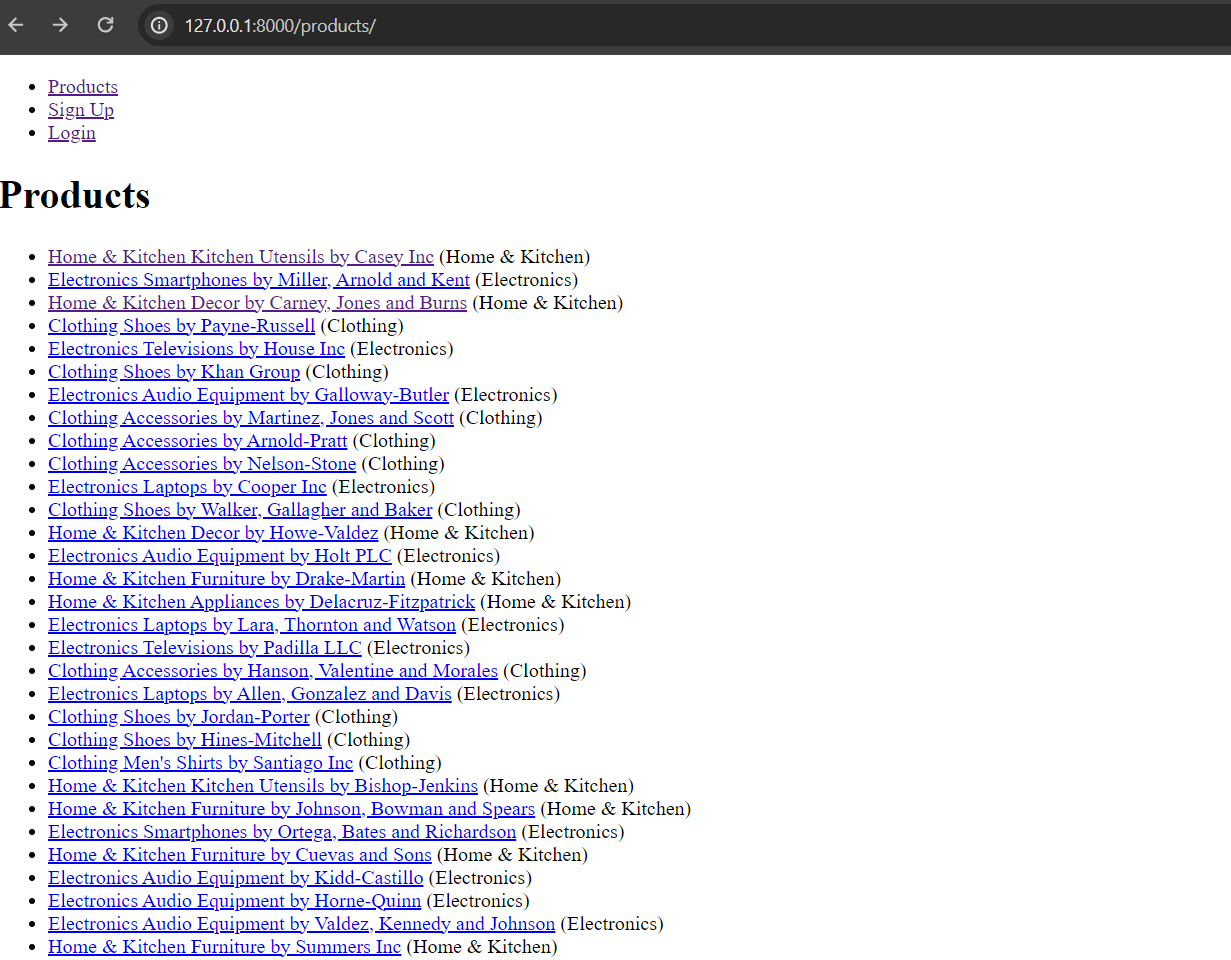 127.0.0.1:8000/products/
Products
Sign Up
Login
Products
Home & Kitchen Kitchen Utensils by Casey Inc (Home & Kitchen)
Electronics Smartphones by Miller, Arnold and Kent (Electronics)
Home & Kitchen Decor by Carney, Jones and Burns (Home & Kitchen)
Clothing Shoes by Payne-Russell (Clothing)
Electronics Televisions by House Inc (Electronics)
Clothing Shoes by Khan Group (Clothing)
Electronics Audio Equipment by Galloway-Butler (Electronics)
Clothing Accessories by Martinez, Jones and Scott (Clothing)
Clothing Accessories by Arnold-Pratt (Clothing)
Clothing Accessories by Nelson-Stone (Clothing)
Electronics Laptops by Cooper Inc (Electronics)
Clothing Shoes by Walker, Gallagher and Baker (Clothing)
Home & Kitchen Decor by Howe-Valdez (Home & Kitchen)
Electronics Audio Equipment by Holt PLC (Electronics)
Home & Kitchen Furniture by Drake-Martin (Home & Kitchen)
Home & Kitchen Appliances by Delacruz-Fitzpatrick (Home & Kitchen)
Electronics Laptops by Lara, Thornton and Watson (Electronics)
Electronics Televisions by Padilla LLC (Electronics)
Clothing Accessories by Hanson, Valentine and Morales (Clothing)
Electronics Laptops by Allen, Gonzalez and Davis (Electronics)
Clothing Shoes by Jordan-Porter (Clothing)
Clothing Shoes by Hines-Mitchell (Clothing)
Clothing Men's Shirts by Santiago Inc (Clothing)
Home & Kitchen Kitchen Utensils by Bishop-Jenkins (Home & Kitchen)
Home & Kitchen Furniture by Johnson, Bowman and Spears (Home & Kitchen)
Electronics Smartphones by Ortega, Bates and Richardson (Electronics)
Home & Kitchen Furniture by Cuevas and Sons (Home & Kitchen)
Electronics Audio Equipment by Kidd-Castillo (Electronics)
Electronics Audio Equipment by Horne-Quinn (Electronics)
Electronics Audio Equipment by Valdez, Kennedy and Johnson (Electronics)
Home & Kitchen Furniture by Summers Inc (Home & Kitchen)